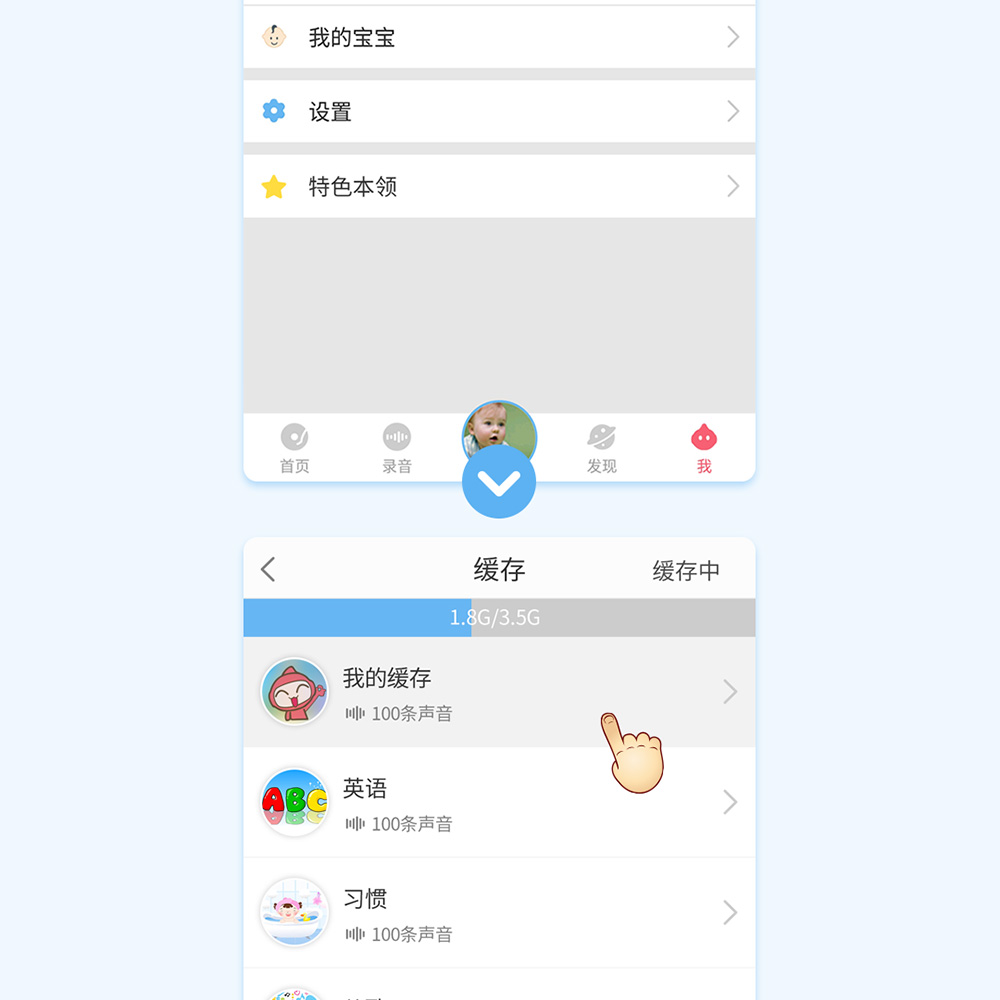 我的宝宝
设置
特色本领
首页 录音 发现 我
缓存 缓存中
1.8G/3.5G
我的缓存
100条声音
ABC
英语
100条声音
习惯
100条声音